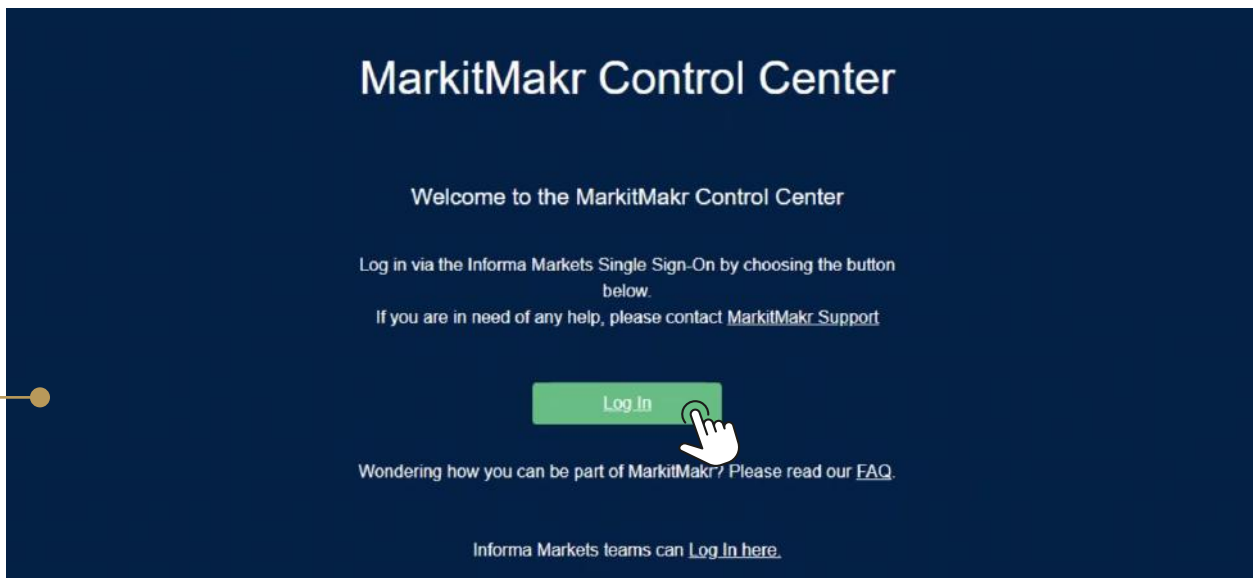 MarkitMakr Control Center
Welcome to the MarkitMakr Control Center
Log in via the Informa Markets Single Sign-On by choosing the button
below.
If you are in need of any help, please contact MarkitMakr Support
Log In
Wondering how you can be part of MarkitMakr? Please read our FAQ.
Informa Markets teams can Log In here.